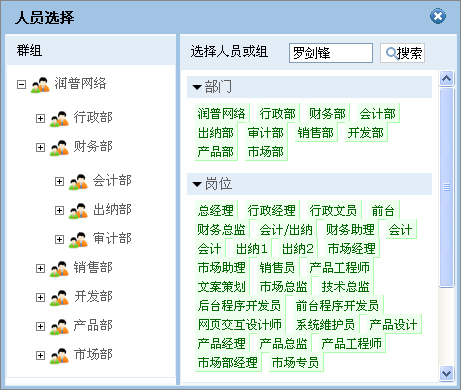 人员选择
群组
润普网络
行政部
财务部
会计部
出纳部
审计部
销售部
开发部
产品部
市场部
选择人员或组 罗剑锋 搜索
部门
润普网络 行政部 财务部 会计部
出纳部 审计部 销售部 开发部
产品部 市场部
岗位
总经理 行政经理 行政文员 前台
财务总监 会计/出纳 财务助理 会计
会计 出纳1 出纳2 市场经理
市场助理 销售员 产品工程师
文案策划 市场总监 技术总监
后台程序开发员 前台程序开发员
网页交互设计师 系统维护员 产品设计
产品经理 产品总监 产品工程师
市场部经理 市场专员